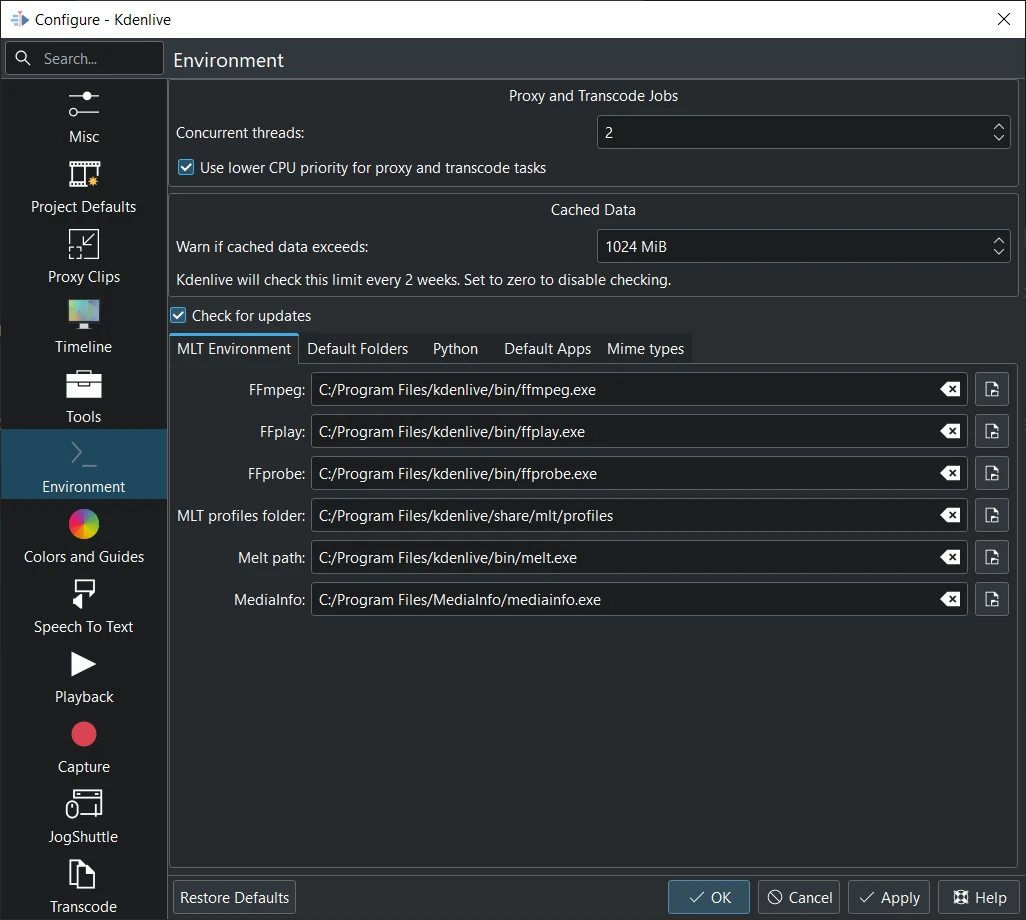 Configure - Kdenlive
Search...
Environment
Misc
Project Defaults
Proxy Clips
Timeline
Tools
Environment
Colors and Guides
Speech To Text
Playback
Capture
JogShuttle
Transcode
Proxy and Transcode Jobs
Concurrent threads: 2
Use lower CPU priority for proxy and transcode tasks
Cached Data
Warn if cached data exceeds: 1024 MiB
Kdenlive will check this limit every 2 weeks. Set to zero to disable checking.
Check for updates
MLT Environment Default Folders Python Default Apps Mime types
FFmpeg: C:/Program Files/kdenlive/bin/ffmpeg.exe
FFplay: C:/Program Files/kdenlive/bin/ffplay.exe
FFprobe: C:/Program Files/kdenlive/bin/ffprobe.exe
MLT profiles folder: C:/Program Files/kdenlive/share/mlt/profiles
Melt path: C:/Program Files/kdenlive/bin/melt.exe
MediaInfo: C:/Program Files/MediaInfo/mediainfo.exe
Restore Defaults OK Cancel Apply Help